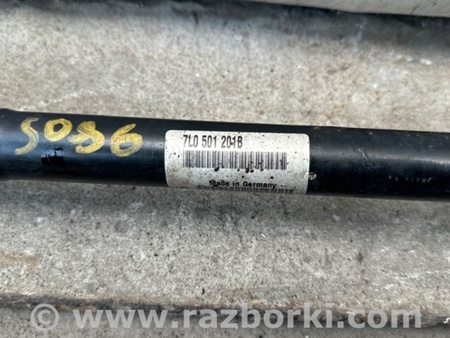 5086
7L0 501 201B
Made in Germany
www.razborki.com